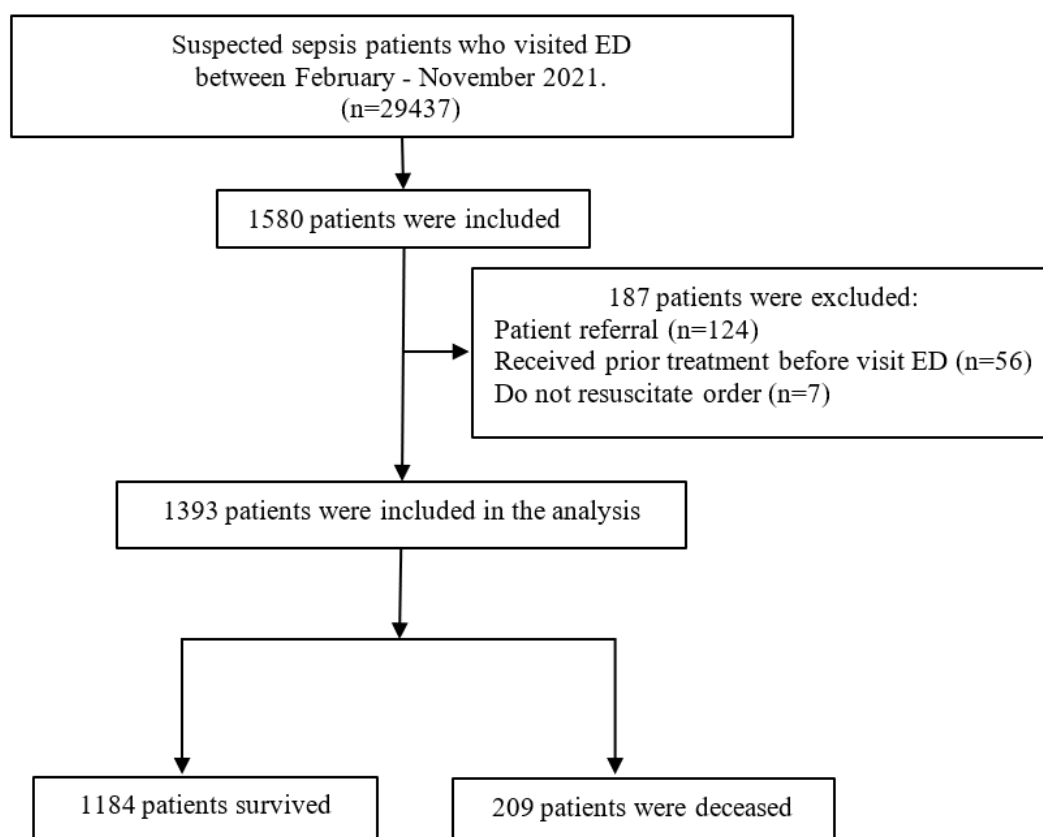 Suspected sepsis patients who visited ED
between February - November 2021.
(n=29437)
1580 patients were included
187 patients were excluded:
Patient referral (n=124)
Received prior treatment before visit ED (n=56)
Do not resuscitate order (n=7)
1393 patients were included in the analysis
1184 patients survived
209 patients were deceased